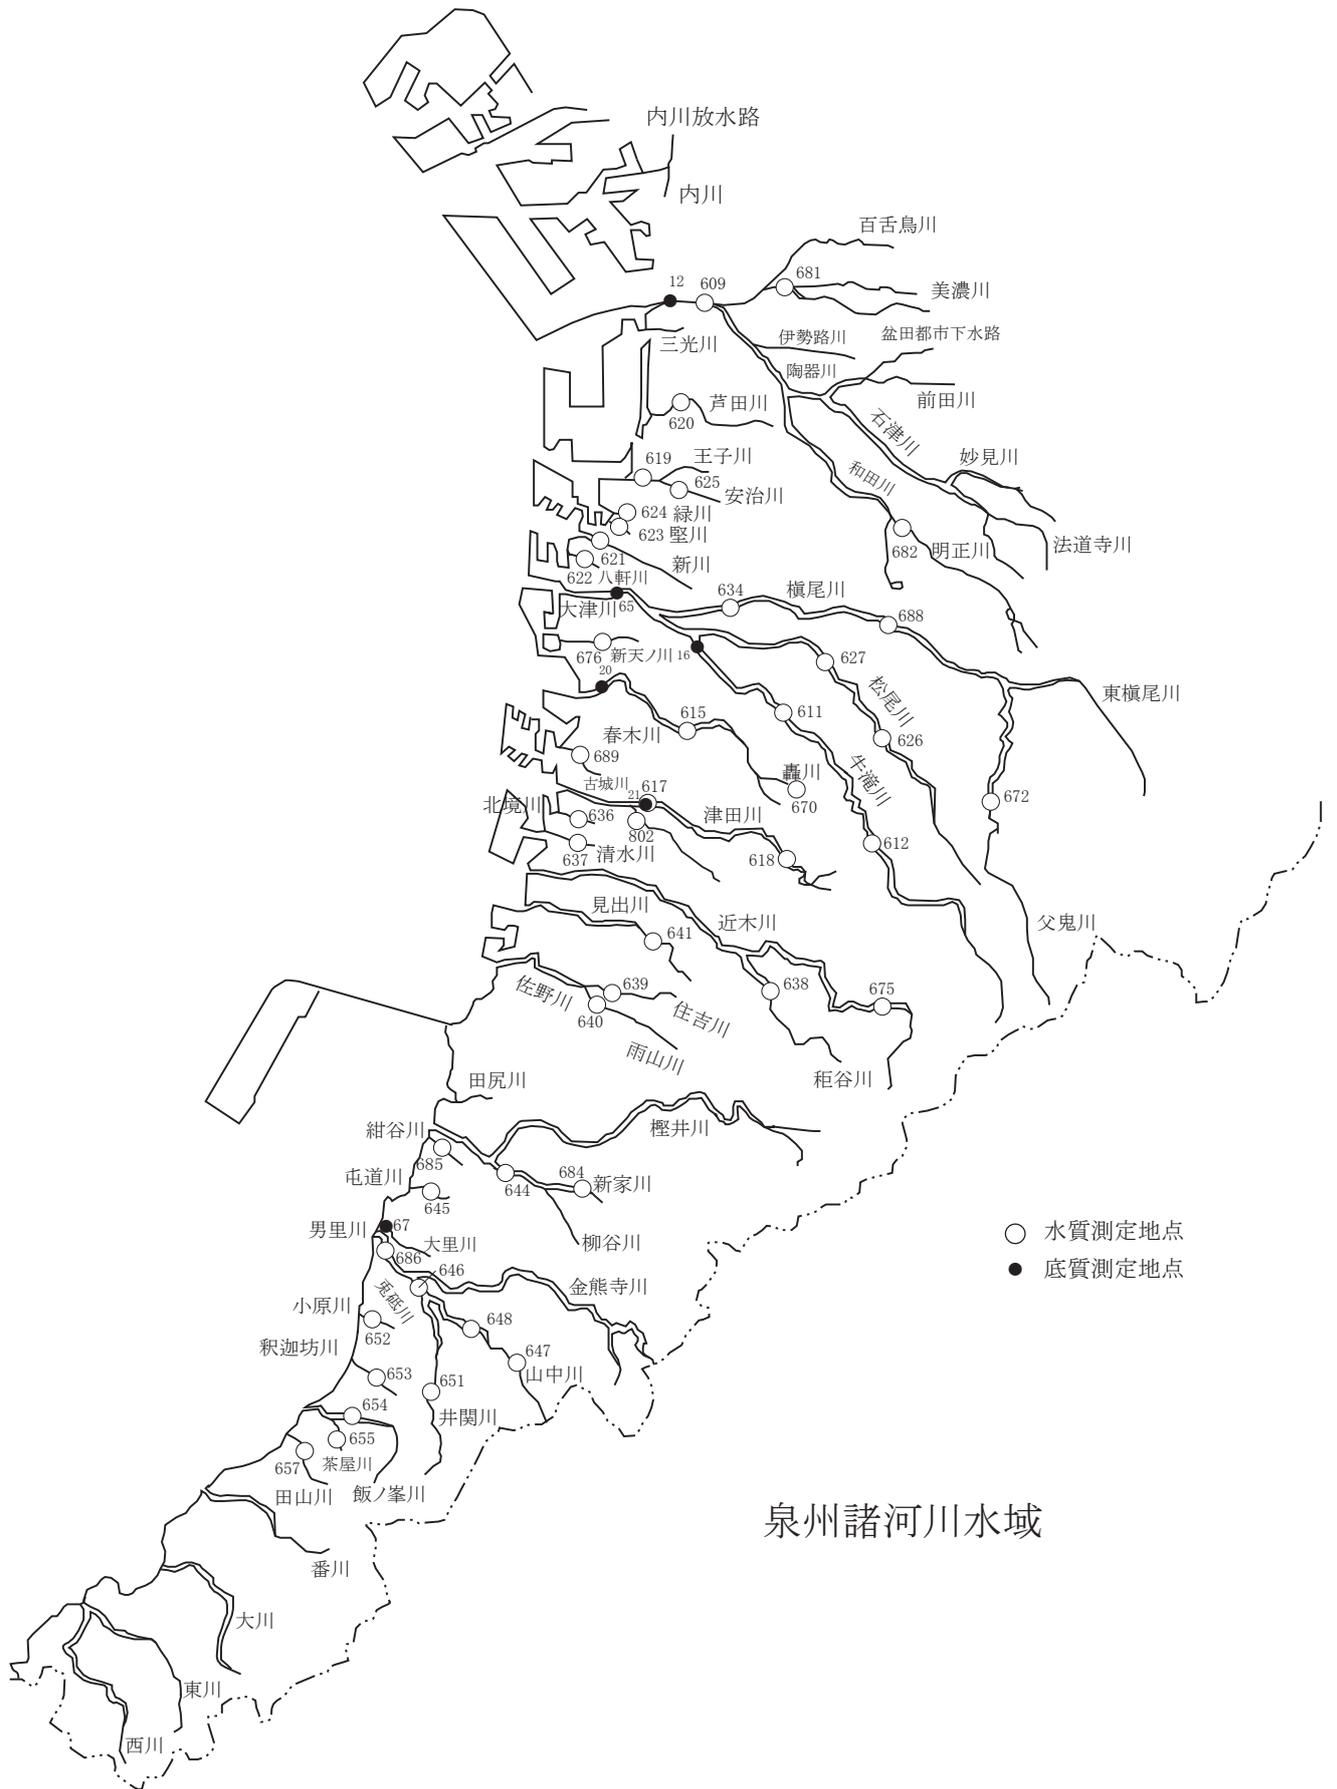 内川放水路
内川
百舌鳥川
681
美濃川
12
609
三光川
伊勢路川
盆田都市下水路
陶器川
前田川
石津川
芦田川
620
妙見川
王子川
619
625
安治川
和田川
624 緑川
623 堅川
621
新川
682
明正川
法道寺川
622 八軒川
大津川
65
634
槇尾川
688
676
新天ノ川
16
627
20
松尾川
東槇尾川
615
611
春木川
626
689
轟川
670
牛滝川
古城川
617
21
672
北境川
636
802
津田川
612
637
清水川
618
見出川
近木川
父鬼川
641
佐野川
639
638
675
640
住吉川
雨山川
秬谷川
田尻川
紺谷川
樫井川
685
屯道川
684
新家川
645
644
男里川
67
大里川
柳谷川
水質測定地点
底質測定地点
686
646
兎砥川
金熊寺川
小原川
652
648
釈迦坊川
647
653
651
山中川
654
井関川
655
茶屋川
657
田山川
飯ノ峯川
泉州諸河川水域
番川
大川
東川
西川